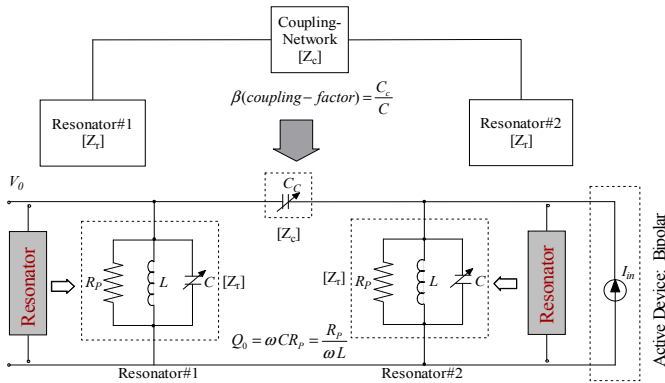 Coupling-
Network
[Zc]
β(coupling-factor) = Cc/C
Resonator#1
[Zr]
Resonator#2
[Zr]
V0
CC
[Zc]
Resonator
RP
L
C
[Zr]
[Zr]
RP
L
C
Resonator
Iin
Active Device: Bipolar
Q0 = ωCRP = RP/ωL
Resonator#1
Resonator#2